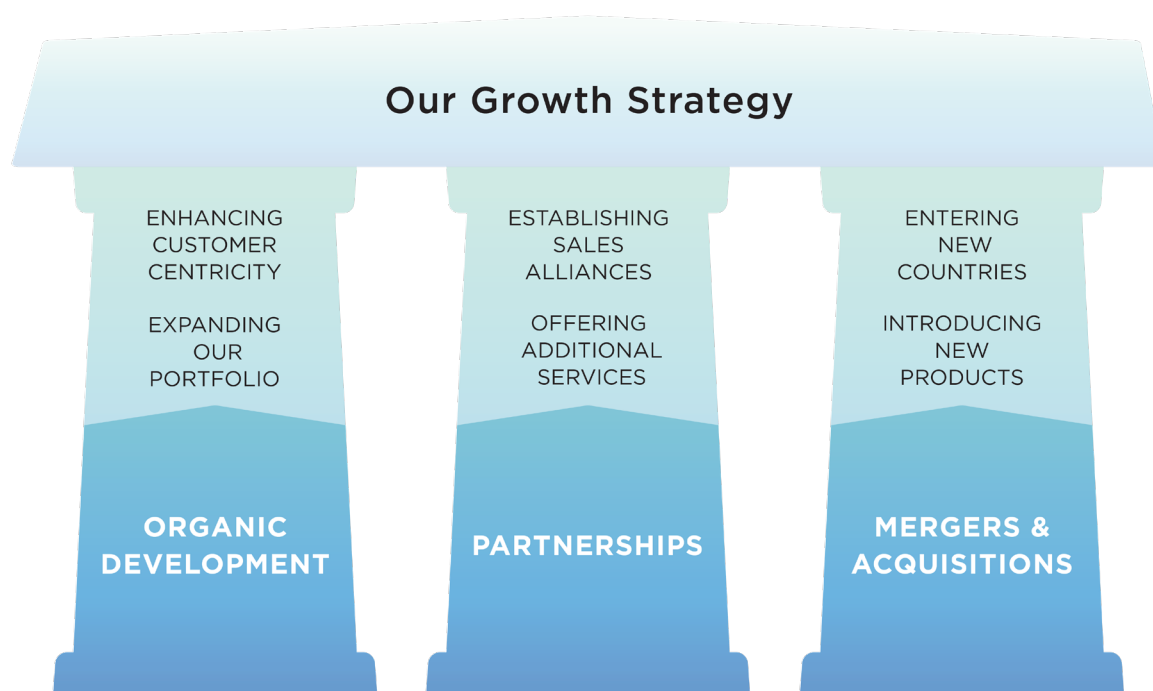 Our Growth Strategy
ENHANCING
CUSTOMER
CENTRICITY
EXPANDING
OUR
PORTFOLIO
ORGANIC
DEVELOPMENT
ESTABLISHING
SALES
ALLIANCES
OFFERING
ADDITIONAL
SERVICES
PARTNERSHIPS
ENTERING
NEW
COUNTRIES
INTRODUCING
NEW
PRODUCTS
MERGERS &
ACQUISITIONS